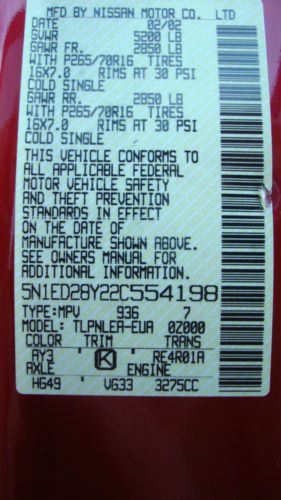 MFD BY NISSAN MOTOR CO. LTD
DATE 02/02
GVWR 5200 LB
GAWR FR. 2850 LB
WITH P265/70R16 TIRES
16X7.0 RIMS AT 30 PSI
COLD SINGLE
GAWR RR. 2850 LB
WITH P265/70R16 TIRES
16X7.0 RIMS AT 30 PSI
COLD SINGLE
THIS VEHICLE CONFORMS TO
ALL APPLICABLE FEDERAL
MOTOR VEHICLE SAFETY
AND THEFT PREVENTION
STANDARDS IN EFFECT
ON THE DATE OF
MANUFACTURE SHOWN ABOVE.
SEE OWNERS MANUAL FOR
ADDITIONAL INFORMATION.
5N1ED28Y22C554198
TYPE:MPV 936 7
MODEL: TLPNLEA-EUA 0Z000
COLOR TRIM TRANS
AY3 K RE4R01A
AXLE ENGINE
HG49 VG33 3275CC